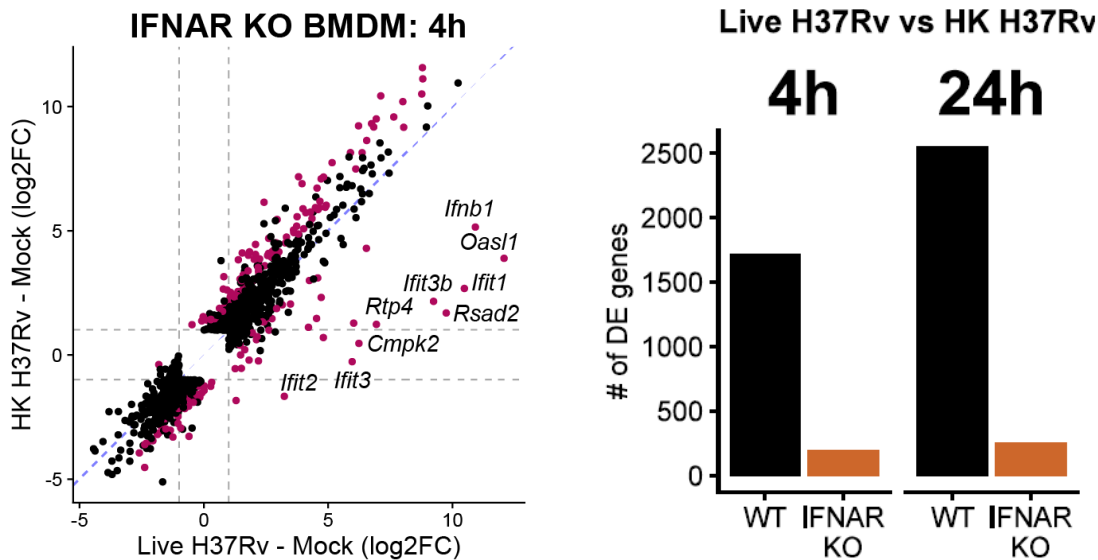 IFNAR KO BMDM: 4h
HK H37Rv - Mock (log2FC)
10
5
0
-5
Ifnb1
Oasl1
Ifit3b
Ifit1
Rtp4
Rsad2
Cmpk2
Ifit2
Ifit3
-5
0
5
10
Live H37Rv - Mock (log2FC)
Live H37Rv vs HK H37Rv
4h
24h
# of DE genes
2500
2000
1500
1000
500
0
WT
IFNAR
KO
WT
IFNAR
KO